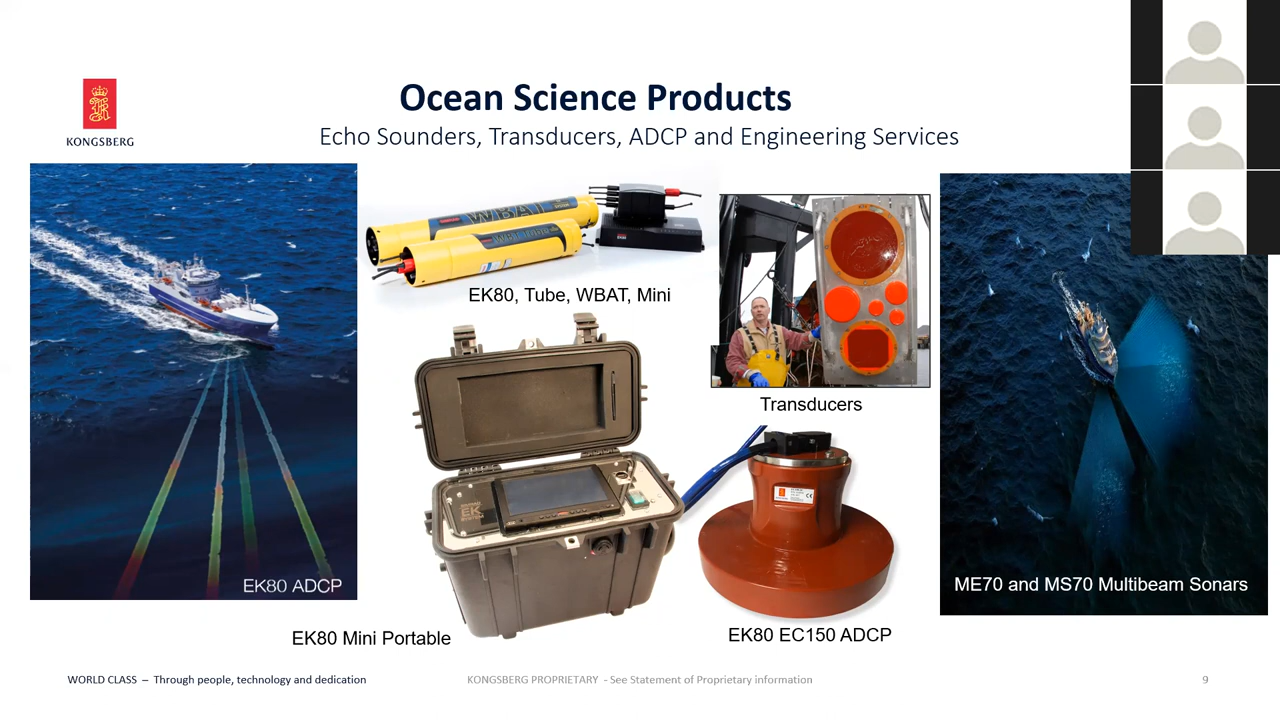 Ocean Science Products
KONGSBERG
Echo Sounders, Transducers, ADCP and Engineering Services
WBAT
EK80, Tube, WBAT, Mini
Transducers
EK80 ADCP
EK
ME70 and MS70 Multibeam Sonars
EK80 Mini Portable
EK80 EC150 ADCP
WORLD CLASS – Through people, technology and dedication
KONGSBERG PROPRIETARY - See Statement of Proprietary information
9